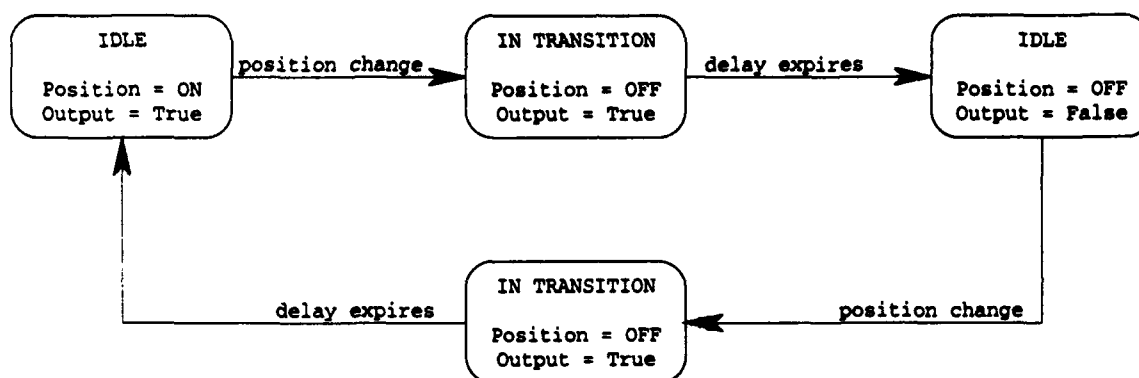 IDLE
Position = ON
Output = True
position change
IN TRANSITION
Position = OFF
Output = True
delay expires
IDLE
Position = OFF
Output = False
delay expires
IN TRANSITION
Position = OFF
Output = True
position change